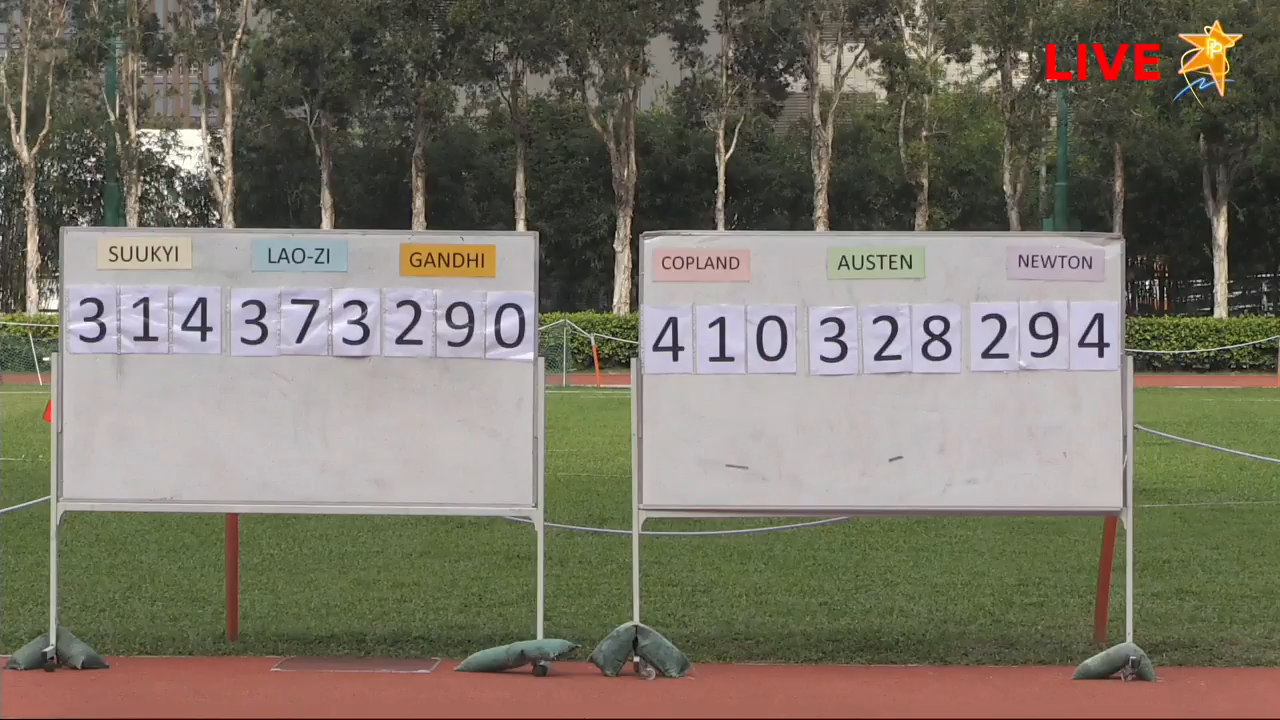 LIVE
SUUKYI LAO-ZI GANDHI
314 373 290
COPLAND AUSTEN NEWTON
410 328 294